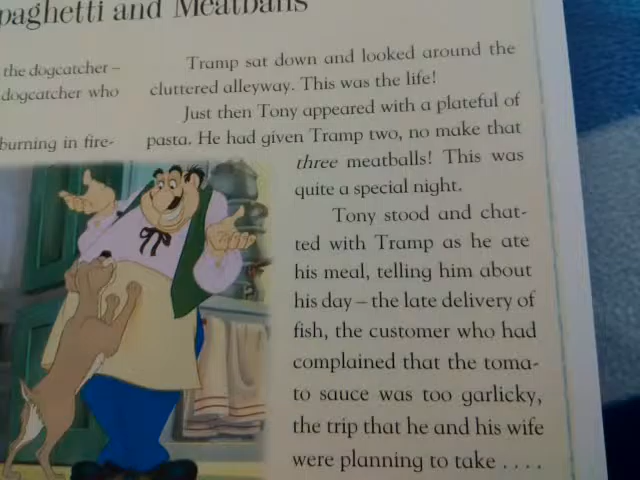 paghetti and Meatballs
the dogcatcher –
dogcatcher who
burning in fire-
Tramp sat down and looked around the
cluttered alleyway. This was the life!
Just then Tony appeared with a plateful of
pasta. He had given Tramp two, no make that
three meatballs! This was
quite a special night.
Tony stood and chat-
ted with Tramp as he ate
his meal, telling him about
his day – the late delivery of
fish, the customer who had
complained that the toma-
to sauce was too garlicky,
the trip that he and his wife
were planning to take . . . .